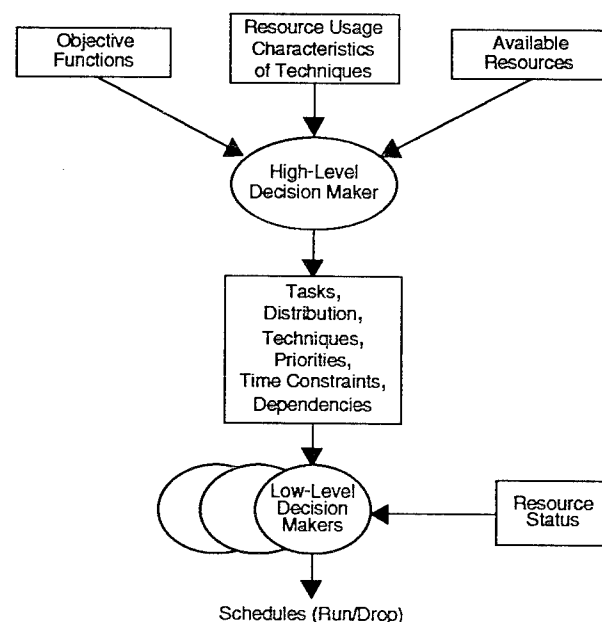 Objective
Functions
Resource Usage
Characteristics
of Techniques
Available
Resources
High-Level
Decision Maker
Tasks,
Distribution,
Techniques,
Priorities,
Time Constraints,
Dependencies
Low-Level
Decision
Makers
Resource
Status
Schedules (Run/Drop)